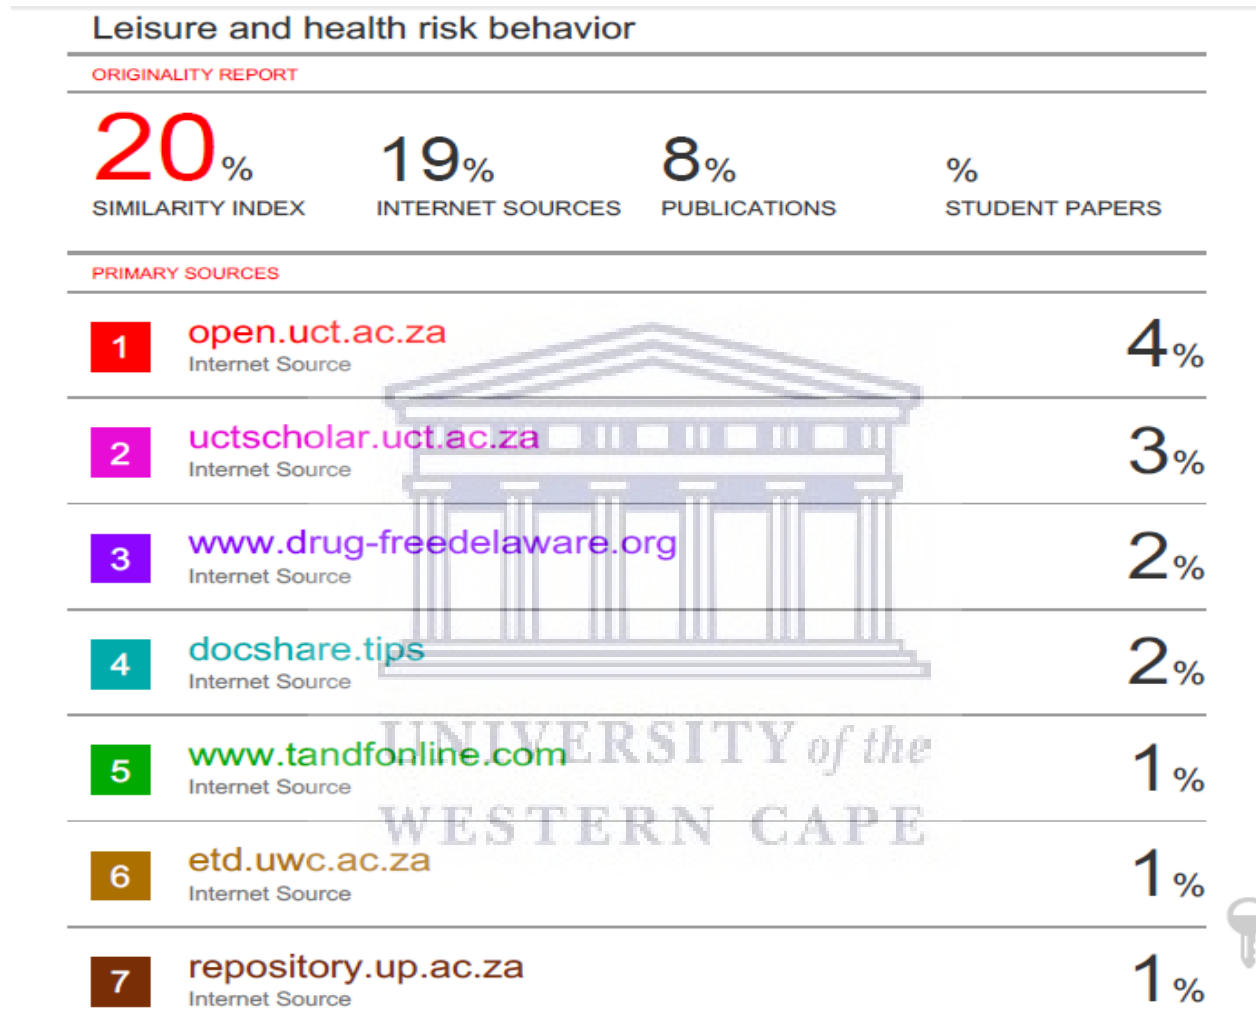 Leisure and health risk behavior
ORIGINALITY REPORT
20% 19% 8% %
SIMILARITY INDEX INTERNET SOURCES PUBLICATIONS STUDENT PAPERS
PRIMARY SOURCES
1 open.uct.ac.za 4%
Internet Source
2 uctscholar.uct.ac.za 3%
Internet Source
3 www.drug-freedelaware.org 2%
Internet Source
4 docshare.tips 2%
Internet Source
UNIVERSITY of the
5 www.tandfonline.com 1%
Internet Source
WESTERN CAPE
6 etd.uwc.ac.za 1%
Internet Source
7 repository.up.ac.za 1%
Internet Source